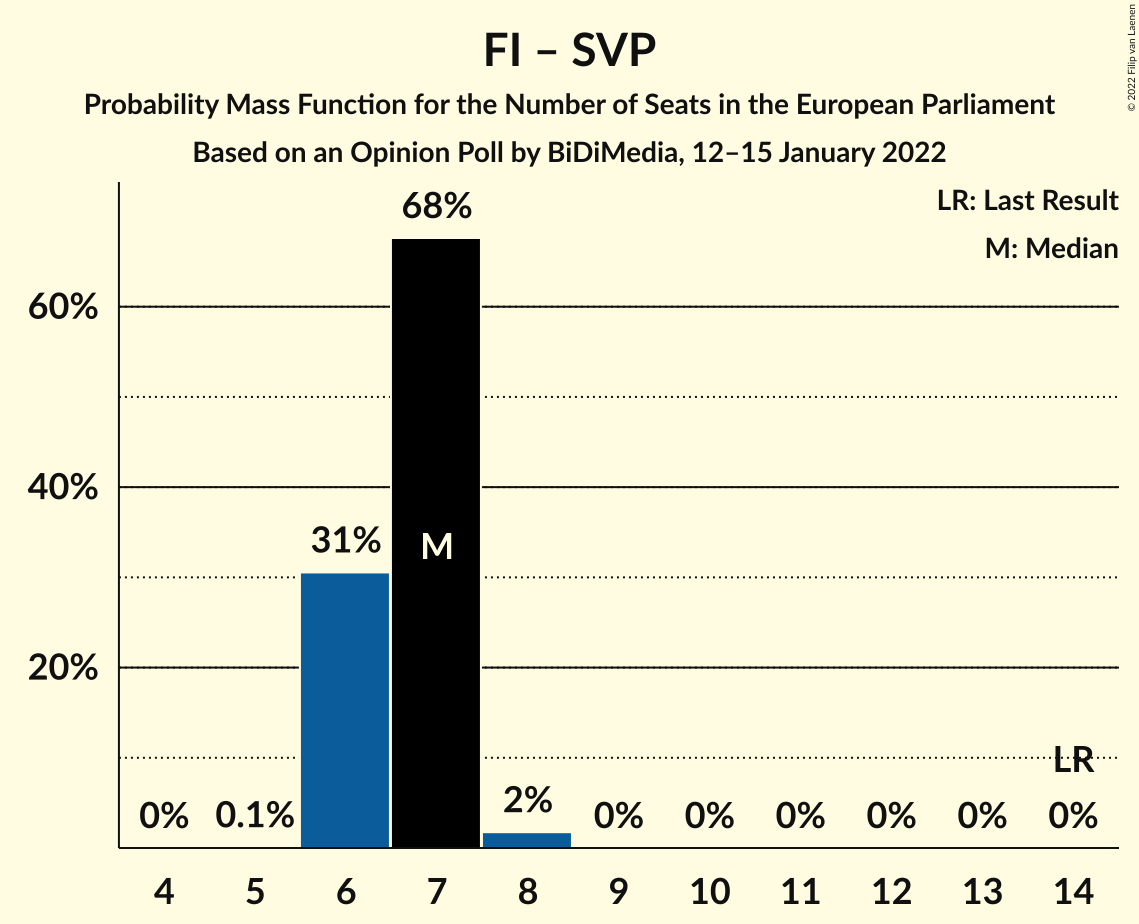 FI – SVP
Probability Mass Function for the Number of Seats in the European Parliament
Based on an Opinion Poll by BiDiMedia, 12–15 January 2022
© 2022 Filip van Laenen
LR: Last Result
M: Median
68%
60%
40%
31%
M
20%
LR
0% 0.1% 2% 0% 0% 0% 0% 0% 0%
4 5 6 7 8 9 10 11 12 13 14